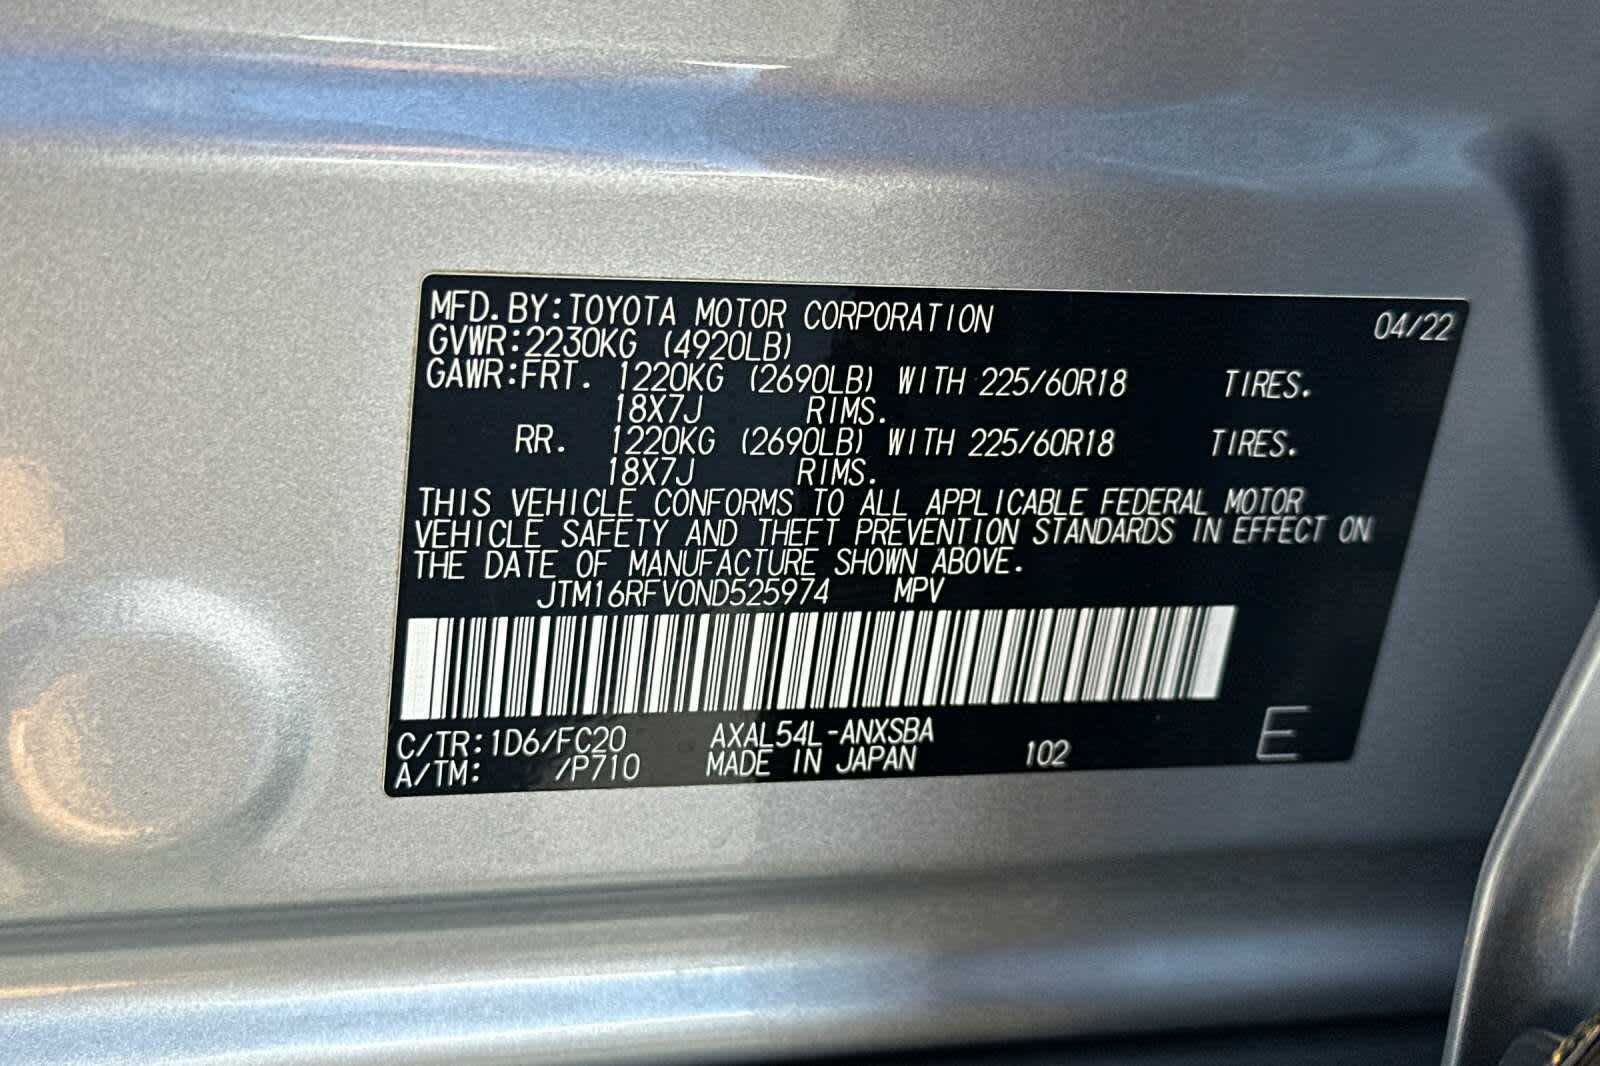 MFD.BY:TOYOTA MOTOR CORPORATION 04/22
GVWR:2230KG (4920LB)
GAWR:FRT. 1220KG (2690LB) WITH 225/60R18 TIRES.
18X7J RIMS.
RR. 1220KG (2690LB) WITH 225/60R18 TIRES.
18X7J RIMS.
THIS VEHICLE CONFORMS TO ALL APPLICABLE FEDERAL MOTOR
VEHICLE SAFETY AND THEFT PREVENTION STANDARDS IN EFFECT ON
THE DATE OF MANUFACTURE SHOWN ABOVE.
JTM16RFV0ND525974 MPV
C/TR:1D6/FC20 AXAL54L-ANXSBA
A/TM: /P710 MADE IN JAPAN 102 E